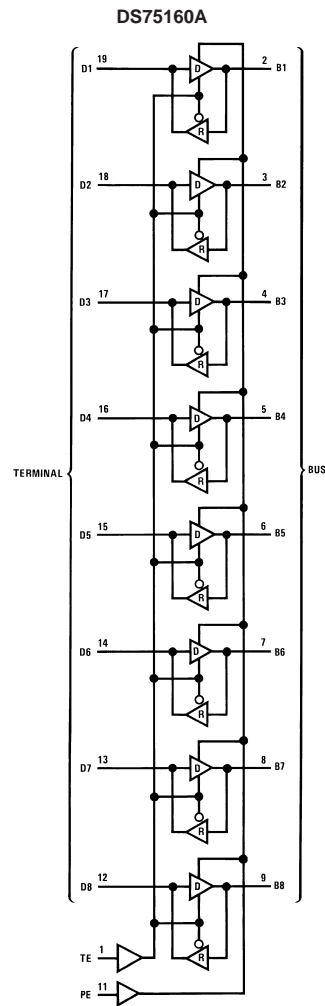 DS75160A
D1 19 D 2 B1
R
D2 18 D 3 B2
R
D3 17 D 4 B3
R
D4 16 D 5 B4
R
TERMINAL BUS
D5 15 D 6 B5
R
D6 14 D 7 B6
R
D7 13 D 8 B7
R
D8 12 D 9 B8
R
TE 1
PE 11